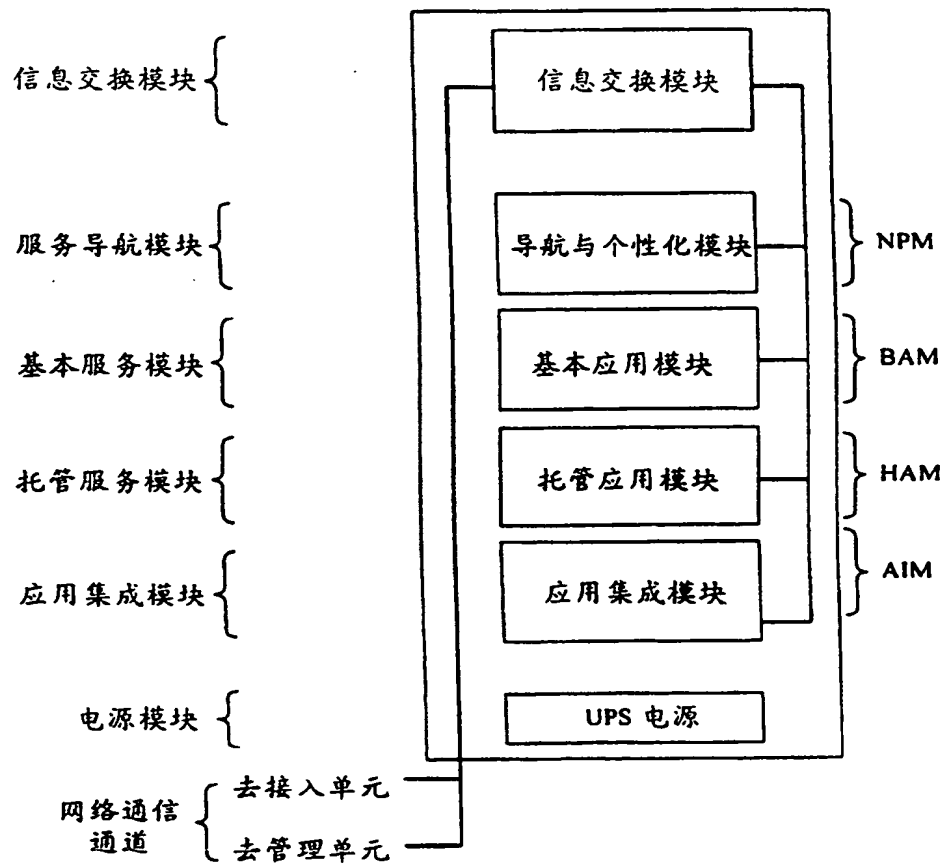 信息交换模块
信息交换模块
服务导航模块
导航与个性化模块
NPM
基本服务模块
基本应用模块
BAM
托管服务模块
托管应用模块
HAM
应用集成模块
应用集成模块
AIM
电源模块
UPS 电源
网络通信
通道
去接入单元
去管理单元